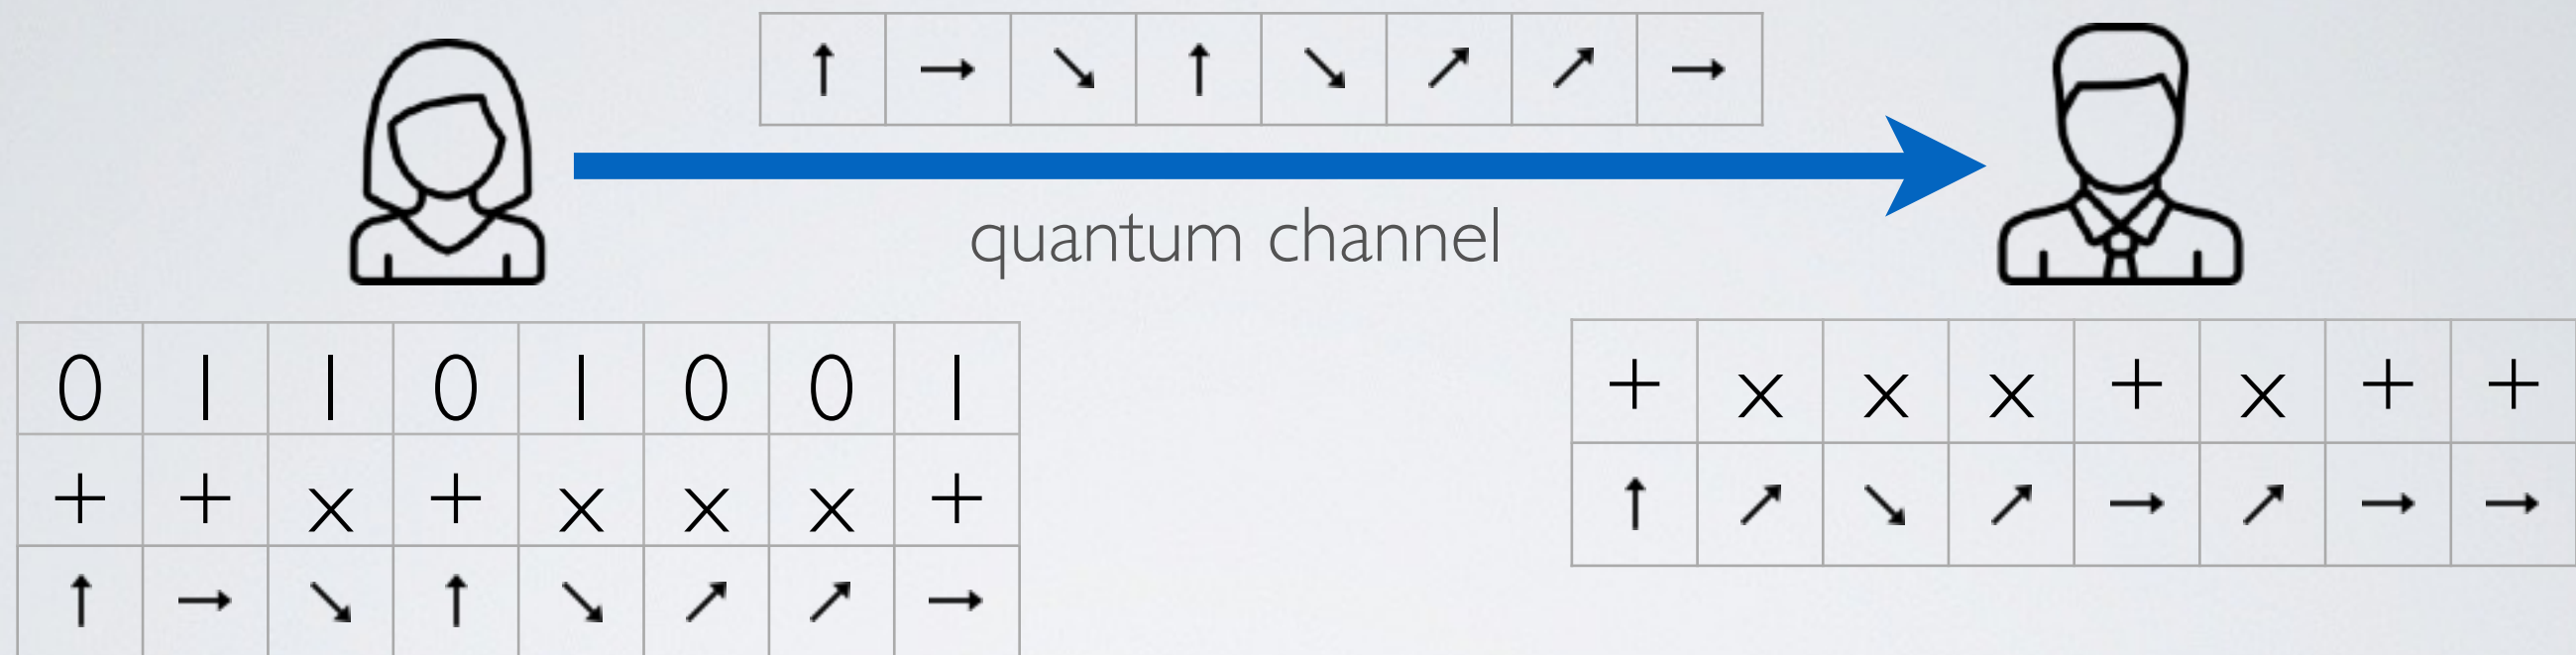 ↑ → ↘ ↑ ↘ ↗ ↗ →
quantum channel
0 1 1 0 1 0 0 1
+ + × + × × × +
↑ → ↘ ↑ ↘ ↗ ↗ →
+ × × × + × + +
↑ ↗ ↘ ↗ → ↗ → →